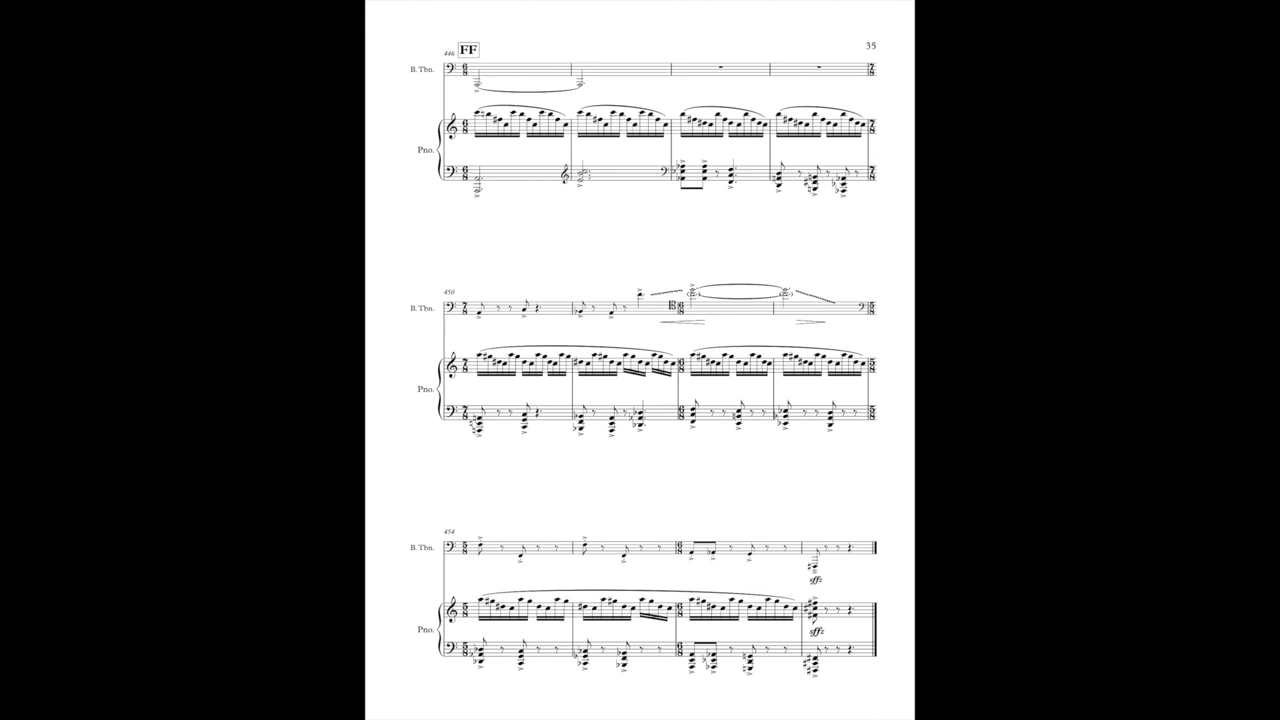 446 FF 35
B. Tbn.
Pno.
450
B. Tbn.
Pno.
454
B. Tbn.
sffz
Pno.
sffz